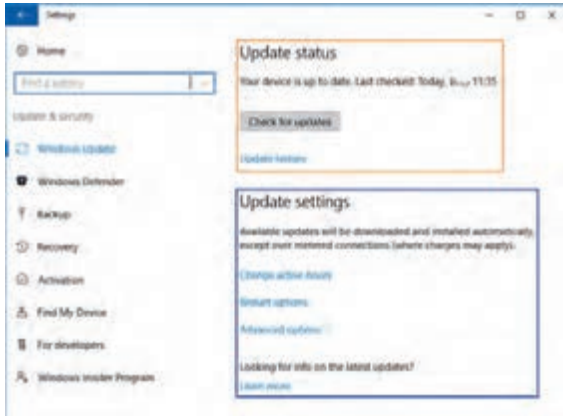 Settings
Home
Find a setting
Update & security
Windows Update
Windows Defender
Backup
Recovery
Activation
Find My Device
For developers
Windows Insider Program
Update status
Your device is up to date. Last checked: Today, 11:35
Check for updates
Update history
Update settings
Available updates will be downloaded and installed automatically,
except over metered connections (where charges may apply).
Change active hours
Restart options
Advanced options
Looking for info on the latest updates?
Learn more